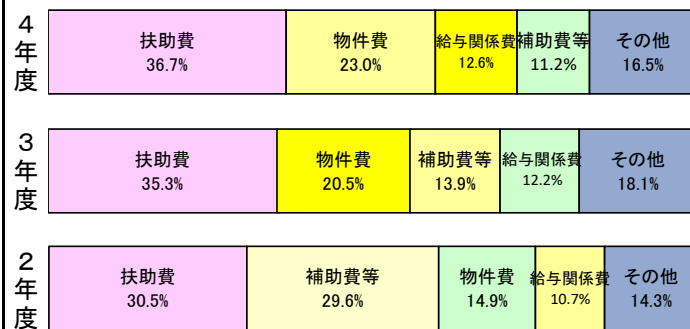 4年度
扶助費 物件費 給与関係費 補助費等 その他
36.7% 23.0% 12.6% 11.2% 16.5%
3年度
扶助費 物件費 補助費等 給与関係費 その他
35.3% 20.5% 13.9% 12.2% 18.1%
2年度
扶助費 補助費等 物件費 給与関係費 その他
30.5% 29.6% 14.9% 10.7% 14.3%